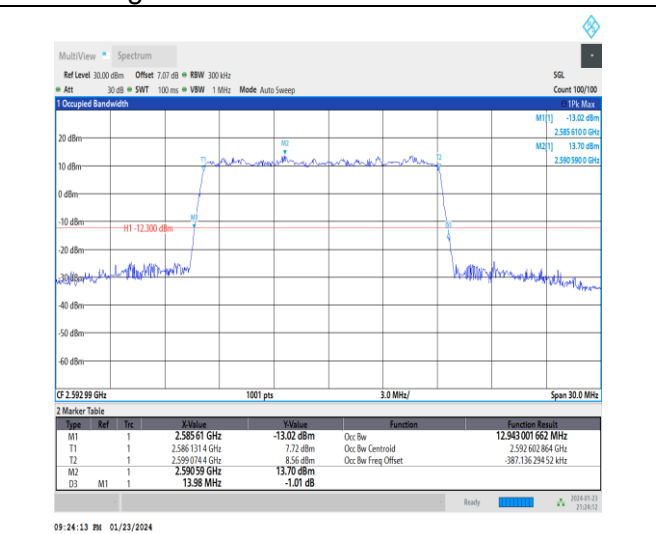 MultiView Spectrum
Ref Level 30.00 dBm Offset 7.07 dB RBW 300 kHz SGL
Att 30 dB SWT 100 ms VBW 1 MHz Mode Auto Sweep Count 100/100
1 Occupied Bandwidth 1Pk Max
M1[1] -13.02 dBm
2.585 610 0 GHz
M2[1] 13.70 dBm
2.590 590 0 GHz
M2
20 dBm
T1 T2
10 dBm
0 dBm
M1
-10 dBm
D3
H1 -12.300 dBm
-20 dBm
-30 dBm
-40 dBm
-50 dBm
-60 dBm
CF 2.592 99 GHz 1001 pts 3.0 MHz/ Span 30.0 MHz
2 Marker Table
Type Ref Trc X-Value Y-Value Function Function Result
M1 1 2.585 61 GHz -13.02 dBm Occ Bw 12.943 001 662 MHz
T1 1 2.586 131 4 GHz 7.72 dBm Occ Bw Centroid 2.592 602 864 GHz
T2 1 2.599 074 4 GHz 8.56 dBm Occ Bw Freq Offset -387.136 294 52 kHz
M2 1 2.590 59 GHz 13.70 dBm
D3 M1 1 13.98 MHz -1.01 dB
Ready 2024-01-23
21:24:12
09:24:13 PM 01/23/2024